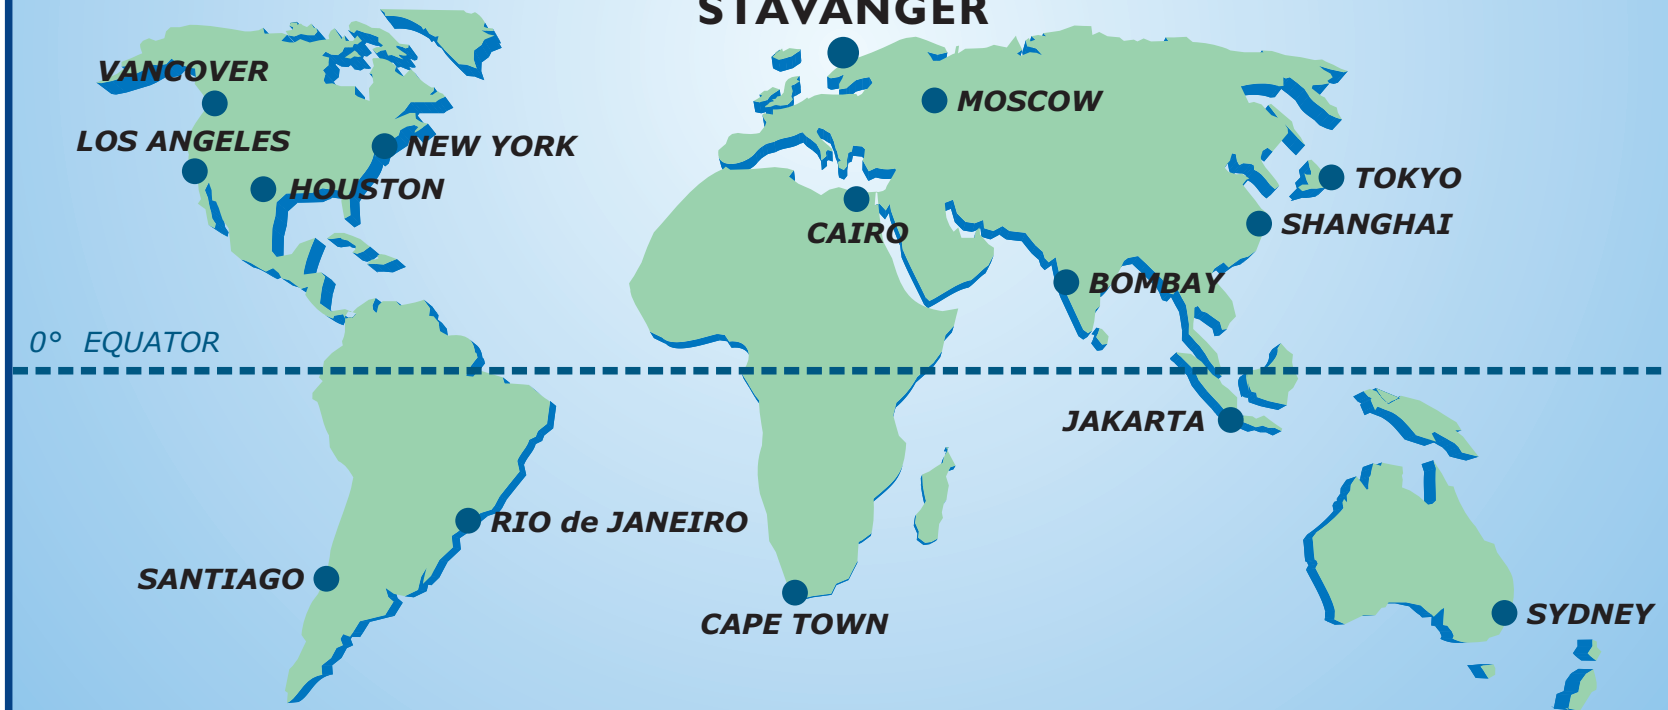 STAVANGER
VANCOVER
MOSCOW
LOS ANGELES
NEW YORK
HOUSTON
TOKYO
CAIRO
SHANGHAI
BOMBAY
0° EQUATOR
JAKARTA
RIO de JANEIRO
SANTIAGO
CAPE TOWN
SYDNEY